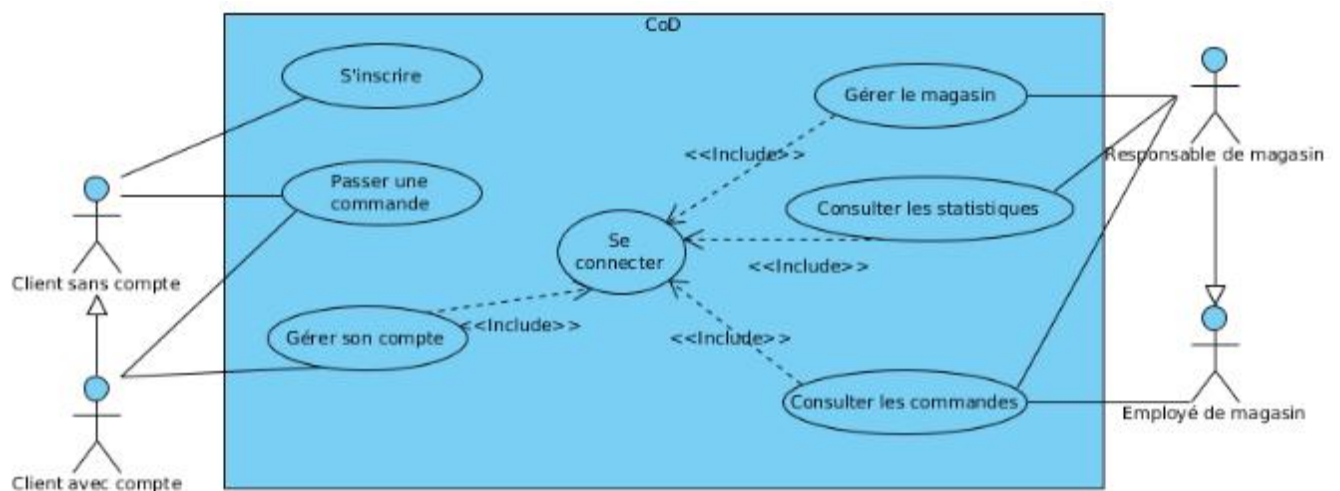 CoD
S'inscrire
Gérer le magasin
<<Include>>
Responsable de magasin
Passer une
commande
Consulter les statistiques
Se
connecter
<<Include>>
Client sans compte
Gérer son compte
<<Include>>
<<Include>>
Consulter les commandes
Employé de magasin
Client avec compte